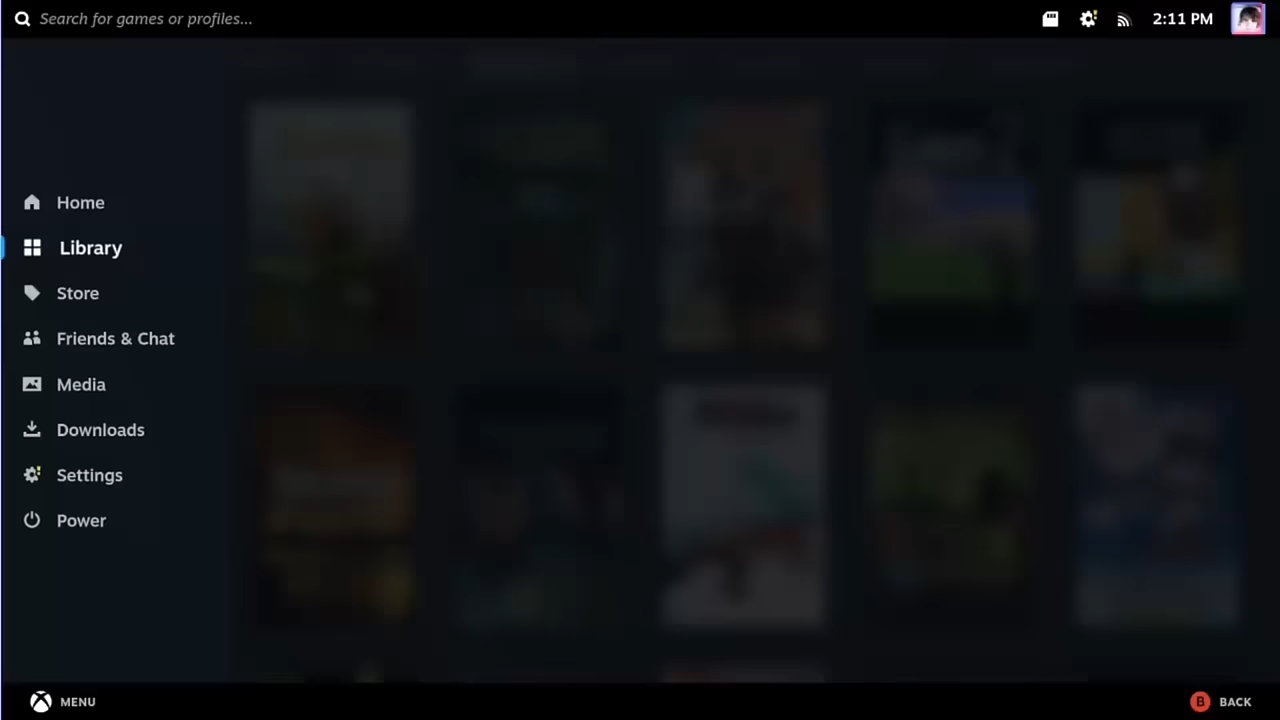 Search for games or profiles...
2:11 PM
Home
Library
Store
Friends & Chat
Media
Downloads
Settings
Power
MENU
B BACK